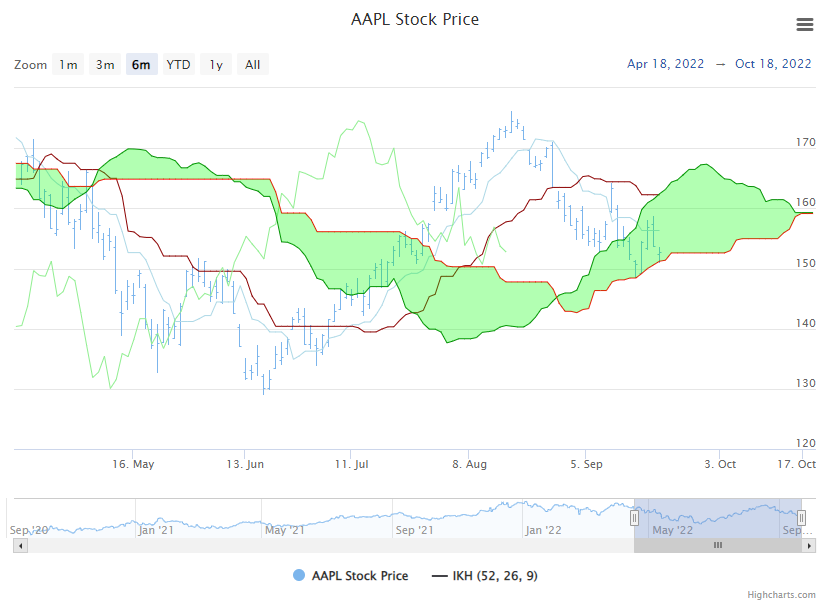 AAPL Stock Price
Zoom 1m 3m 6m YTD 1y All Apr 18, 2022 → Oct 18, 2022
170
160
150
140
130
120
16. May 13. Jun 11. Jul 8. Aug 5. Sep 3. Oct 17. Oct
Sep '20 Jan '21 May '21 Sep '21 Jan '22 May '22 Sep…
AAPL Stock Price IKH (52, 26, 9)
Highcharts.com